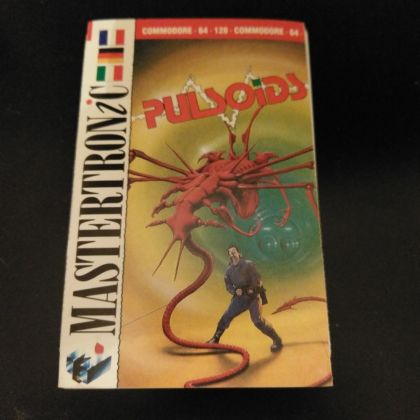 COMMODORE · 64 · 128 · COMMODORE · 64
MASTERTRONiC
PULSOiDS